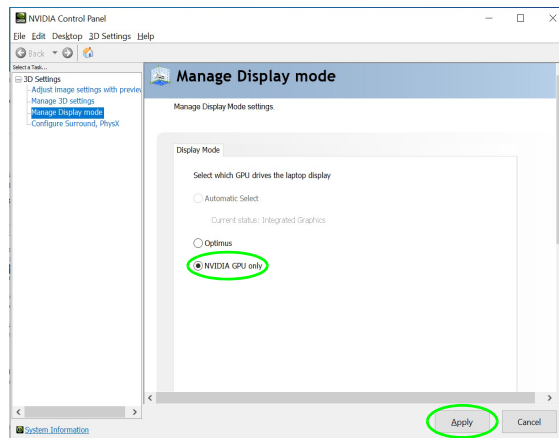 NVIDIA Control Panel
File Edit Desktop 3D Settings Help
Back
Select a Task...
3D Settings
Adjust image settings with preview
Manage 3D settings
Manage Display mode
Configure Surround, PhysX
System Information
Manage Display mode
Manage Display Mode settings.
Display Mode
Select which GPU drives the laptop display
Automatic Select
Current status: Integrated Graphics
Optimus
NVIDIA GPU only
Apply Cancel